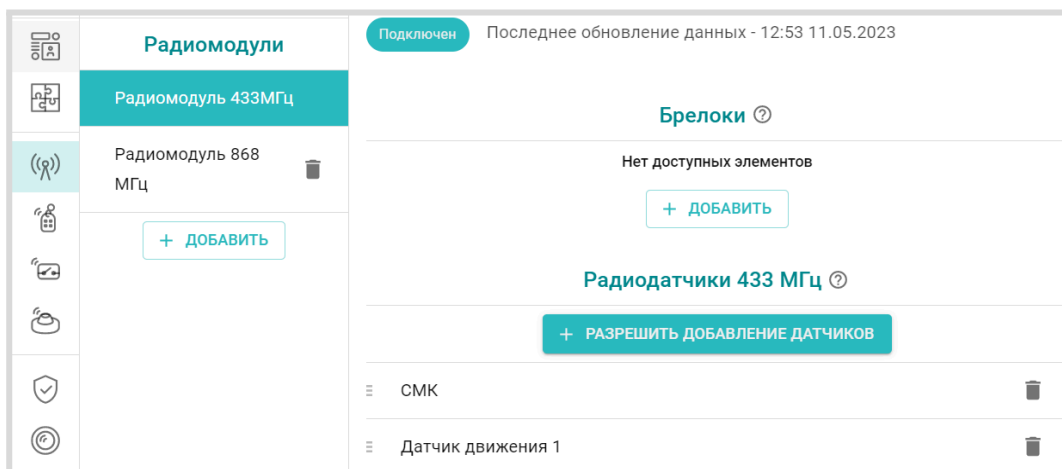 Радиомодули
Радиомодуль 433МГц
Радиомодуль 868
МГц
+ ДОБАВИТЬ
Подключен
Последнее обновление данных - 12:53 11.05.2023
Брелоки ?
Нет доступных элементов
+ ДОБАВИТЬ
Радиодатчики 433 МГц ?
+ РАЗРЕШИТЬ ДОБАВЛЕНИЕ ДАТЧИКОВ
СМК
Датчик движения 1